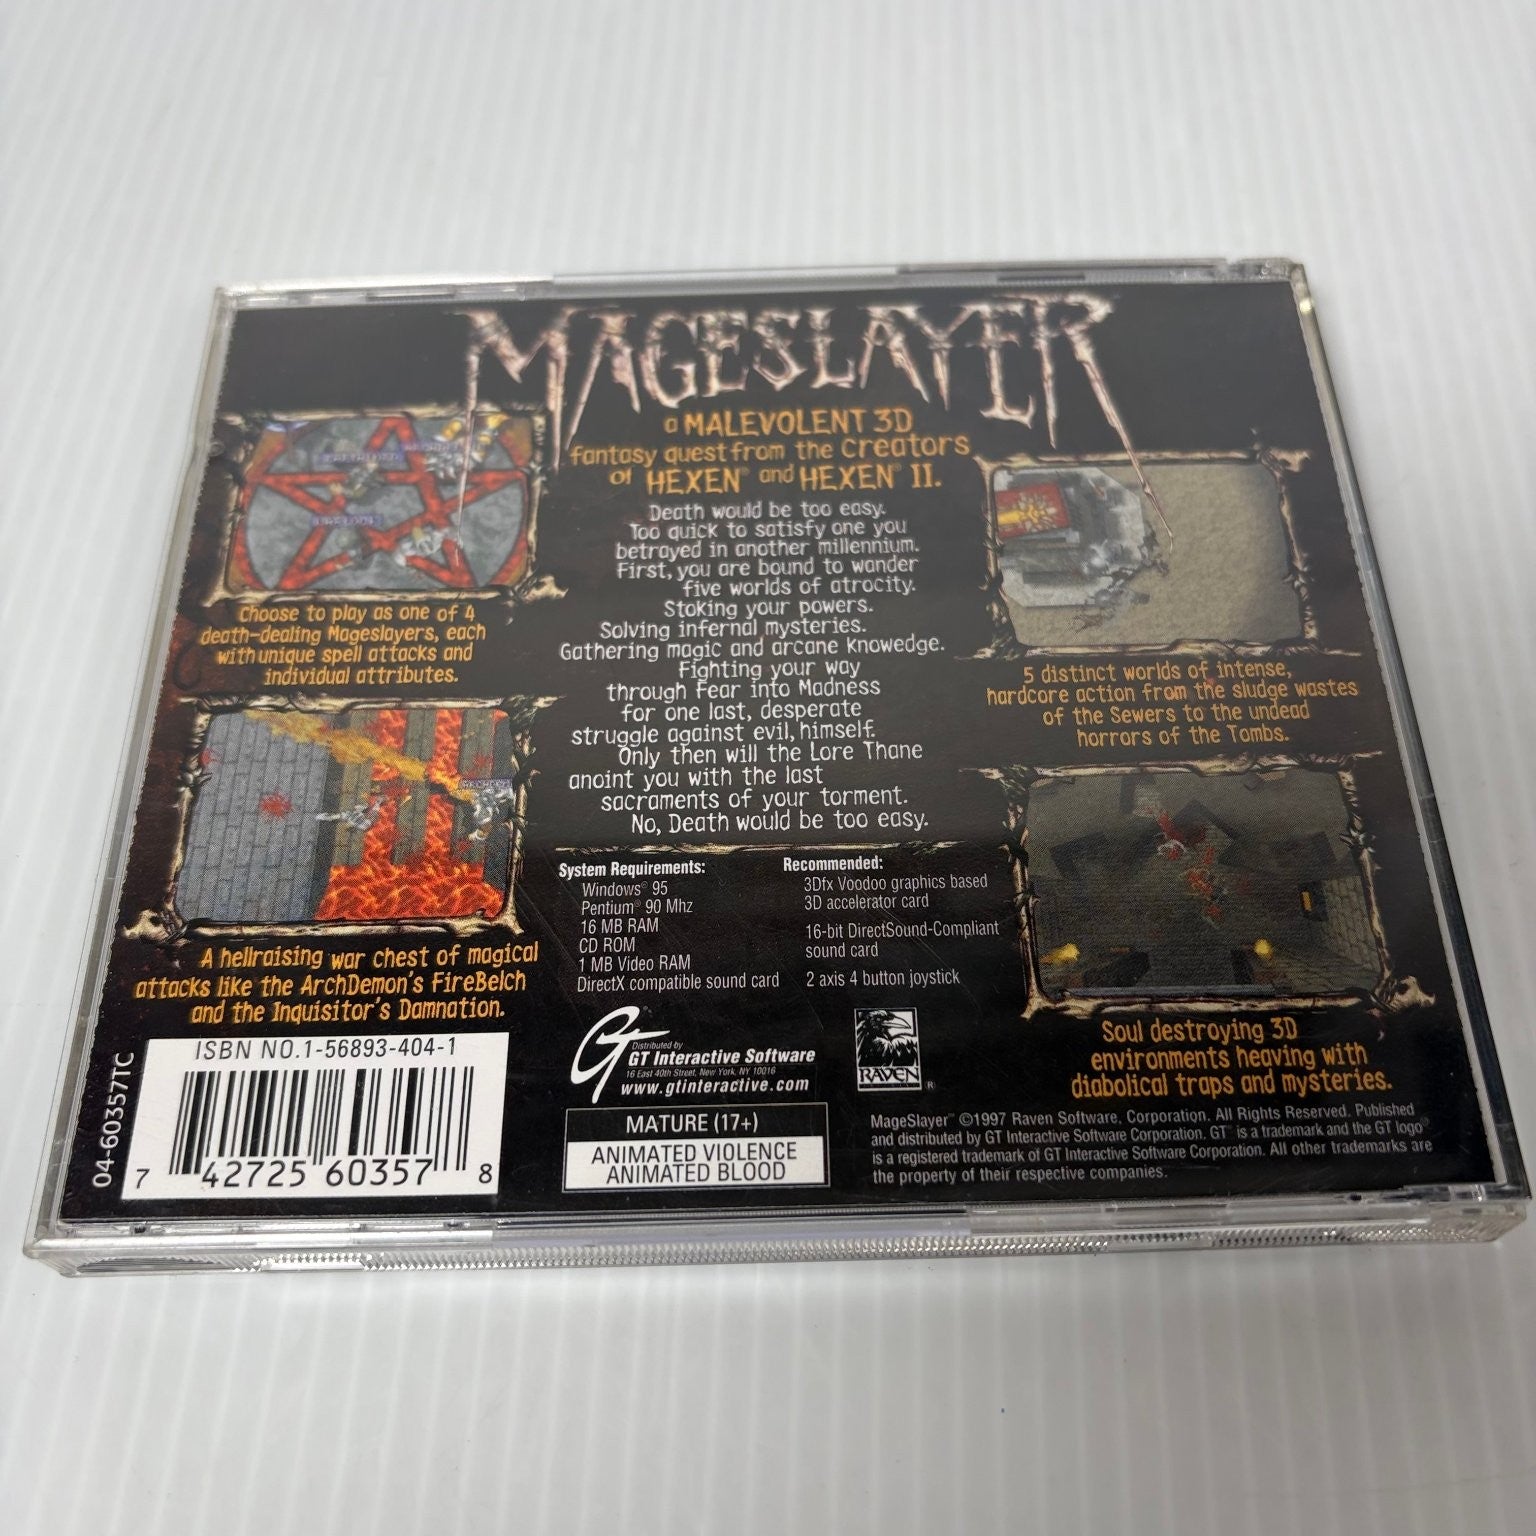 MAGESLAYER
a MALEVOLENT 3D
fantasy quest from the Creators
of HEXEN® and HEXEN® II.
Death would be too easy.
Too quick to satisfy one you
betrayed in another millennium.
First, you are bound to wander
five worlds of atrocity.
Stoking your powers.
Solving infernal mysteries.
Gathering magic and arcane Knowedge.
Fighting your way
through Fear into Madness
for one last, desperate
struggle against evil, himself.
Only then will the Lore Thane
anoint you with the last
sacraments of your torment.
No, Death would be too easy.
Choose to play as one of 4
death-dealing Mageslayers, each
with unique spell attacks and
individual attributes.
A hellraising war chest of magical
attacks like the ArchDemon's FireBelch
and the Inquisitor's Damnation.
5 distinct worlds of intense,
hardcore action from the sludge wastes
of the Sewers to the undead
horrors of the Tombs.
Soul destroying 3D
environments heaving with
diabolical traps and mysteries.
System Requirements:
Windows® 95
Pentium® 90 Mhz
16 MB RAM
CD ROM
1 MB Video RAM
DirectX compatible sound card
Recommended:
3Dfx Voodoo graphics based
3D accelerator card
16-bit DirectSound-Compliant
sound card
2 axis 4 button joystick
04-60357TC
ISBN NO.1-56893-404-1
7 42725 60357 8
GT
Distributed by
GT Interactive Software
16 East 40th Street, New York, NY 10016
www.gtinteractive.com
RAVEN ®
MATURE (17+)
ANIMATED VIOLENCE
ANIMATED BLOOD
MageSlayer™ ©1997 Raven Software, Corporation. All Rights Reserved. Published
and distributed by GT Interactive Software Corporation. GT™ is a trademark and the GT logo®
is a registered trademark of GT Interactive Software Corporation. All other trademarks are
the property of their respective companies.